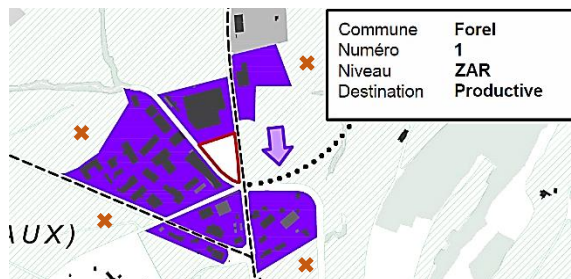 Commune Forel
Numéro 1
Niveau ZAR
Destination Productive
AUX)